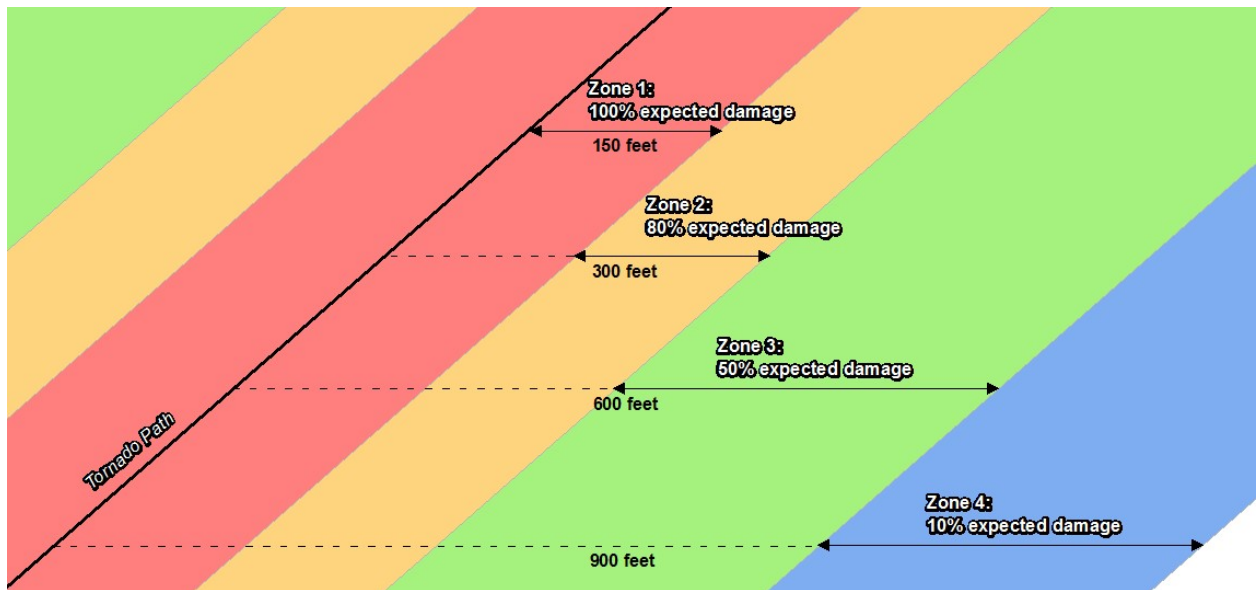 Zone 1:
100% expected damage
150 feet
Zone 2:
80% expected damage
300 feet
Zone 3:
50% expected damage
600 feet
Tornado Path
Zone 4:
10% expected damage
900 feet